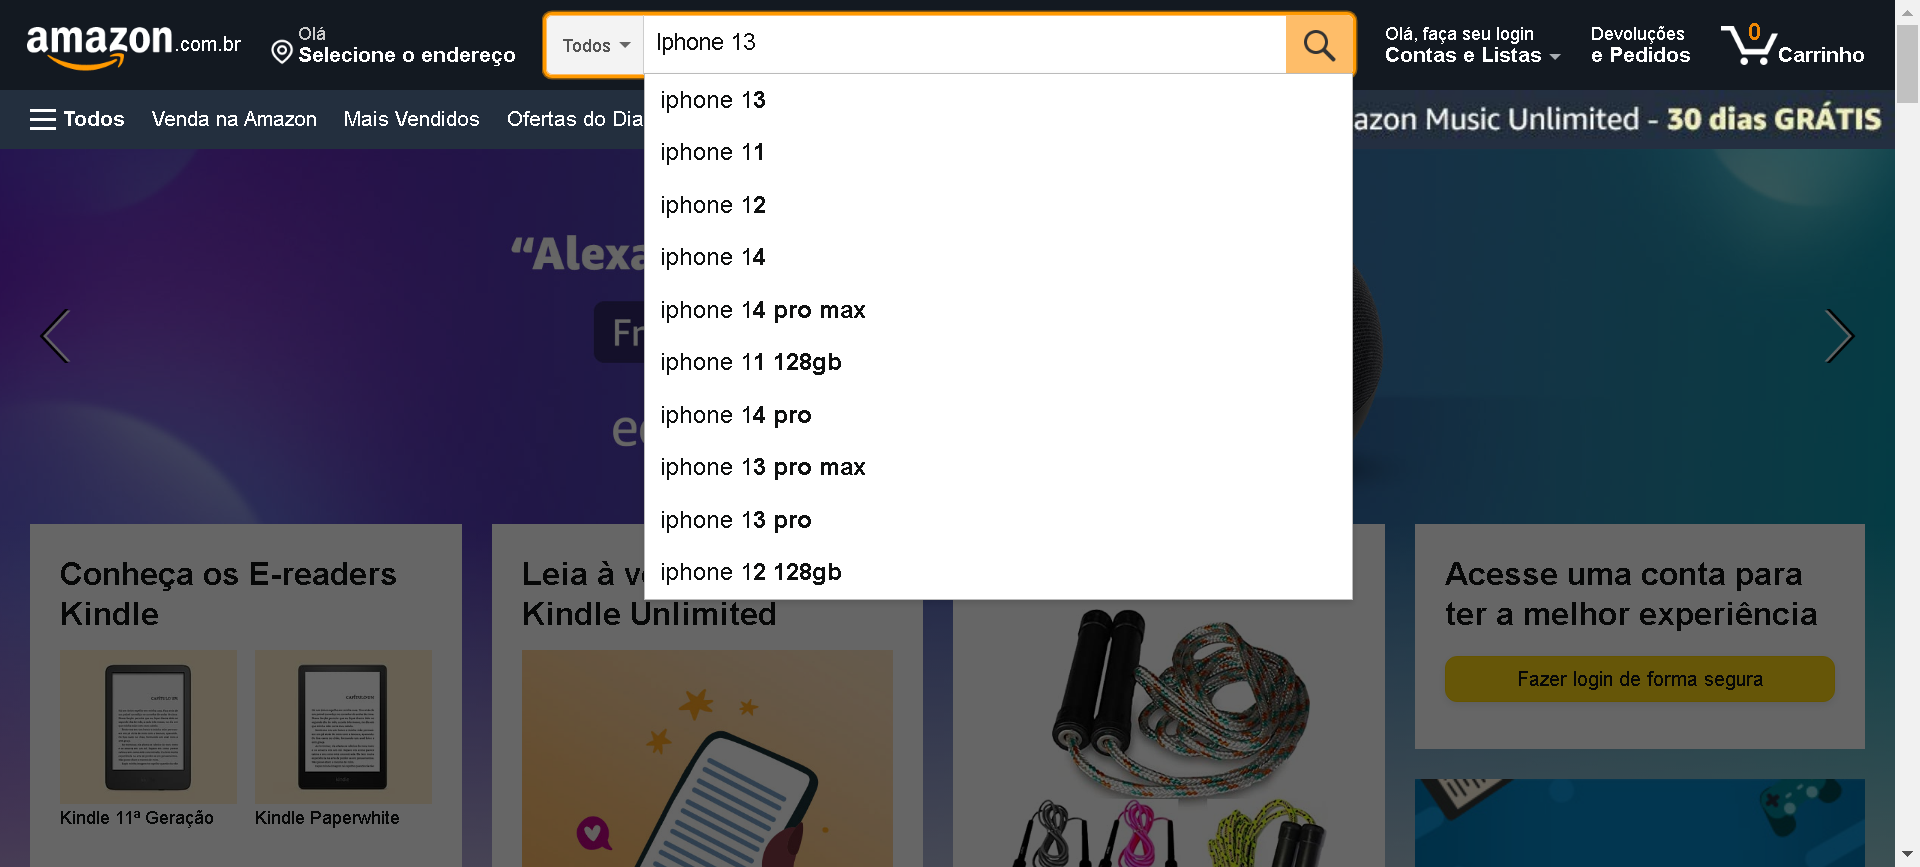 amazon.com.br
Olá
Selecione o endereço
Todos
Iphone 13
Olá, faça seu login
Contas e Listas
Devoluções
e Pedidos
0
Carrinho
Todos
Venda na Amazon
Mais Vendidos
Ofertas do Dia
azon Music Unlimited - 30 dias GRÁTIS
iphone 13
iphone 11
iphone 12
iphone 14
iphone 14 pro max
iphone 11 128gb
iphone 14 pro
iphone 13 pro max
iphone 13 pro
iphone 12 128gb
“Alexa
Fr
ec
Conheça os E-readers
Kindle
Kindle 11ª Geração
Kindle Paperwhite
Leia à v
Kindle Unlimited
Acesse uma conta para
ter a melhor experiência
Fazer login de forma segura